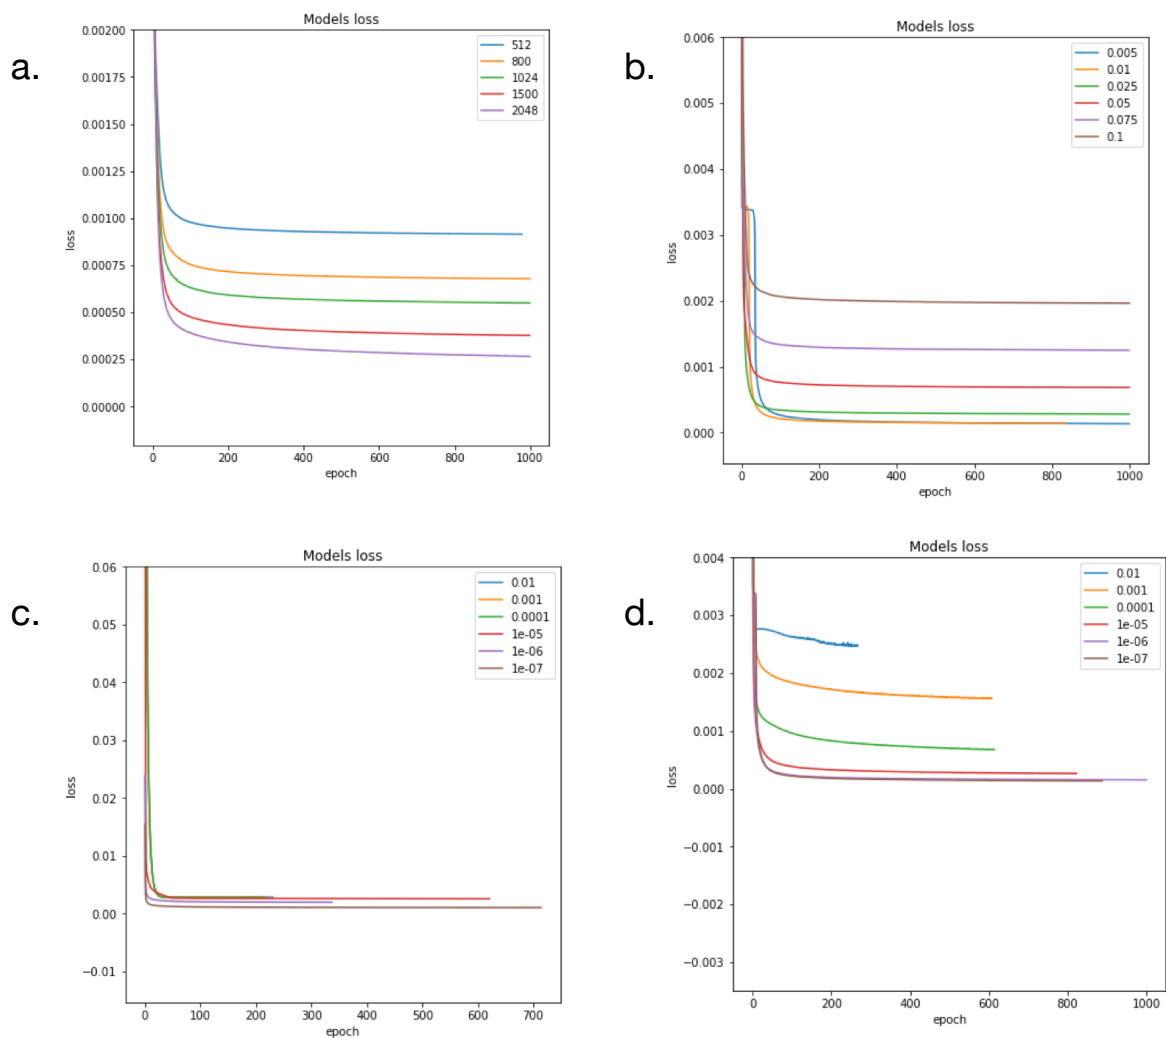 a.
Models loss
0.00200
0.00175
0.00150
0.00125
0.00100
0.00075
0.00050
0.00025
0.00000
loss
0 200 400 600 800 1000
epoch
512
800
1024
1500
2048
b.
Models loss
0.006
0.005
0.004
0.003
0.002
0.001
0.000
loss
0 200 400 600 800 1000
epoch
0.005
0.01
0.025
0.05
0.075
0.1
c.
Models loss
0.06
0.05
0.04
0.03
0.02
0.01
0.00
−0.01
loss
0 100 200 300 400 500 600 700
epoch
0.01
0.001
0.0001
1e-05
1e-06
1e-07
d.
Models loss
0.004
0.003
0.002
0.001
0.000
−0.001
−0.002
−0.003
loss
0 200 400 600 800 1000
epoch
0.01
0.001
0.0001
1e-05
1e-06
1e-07